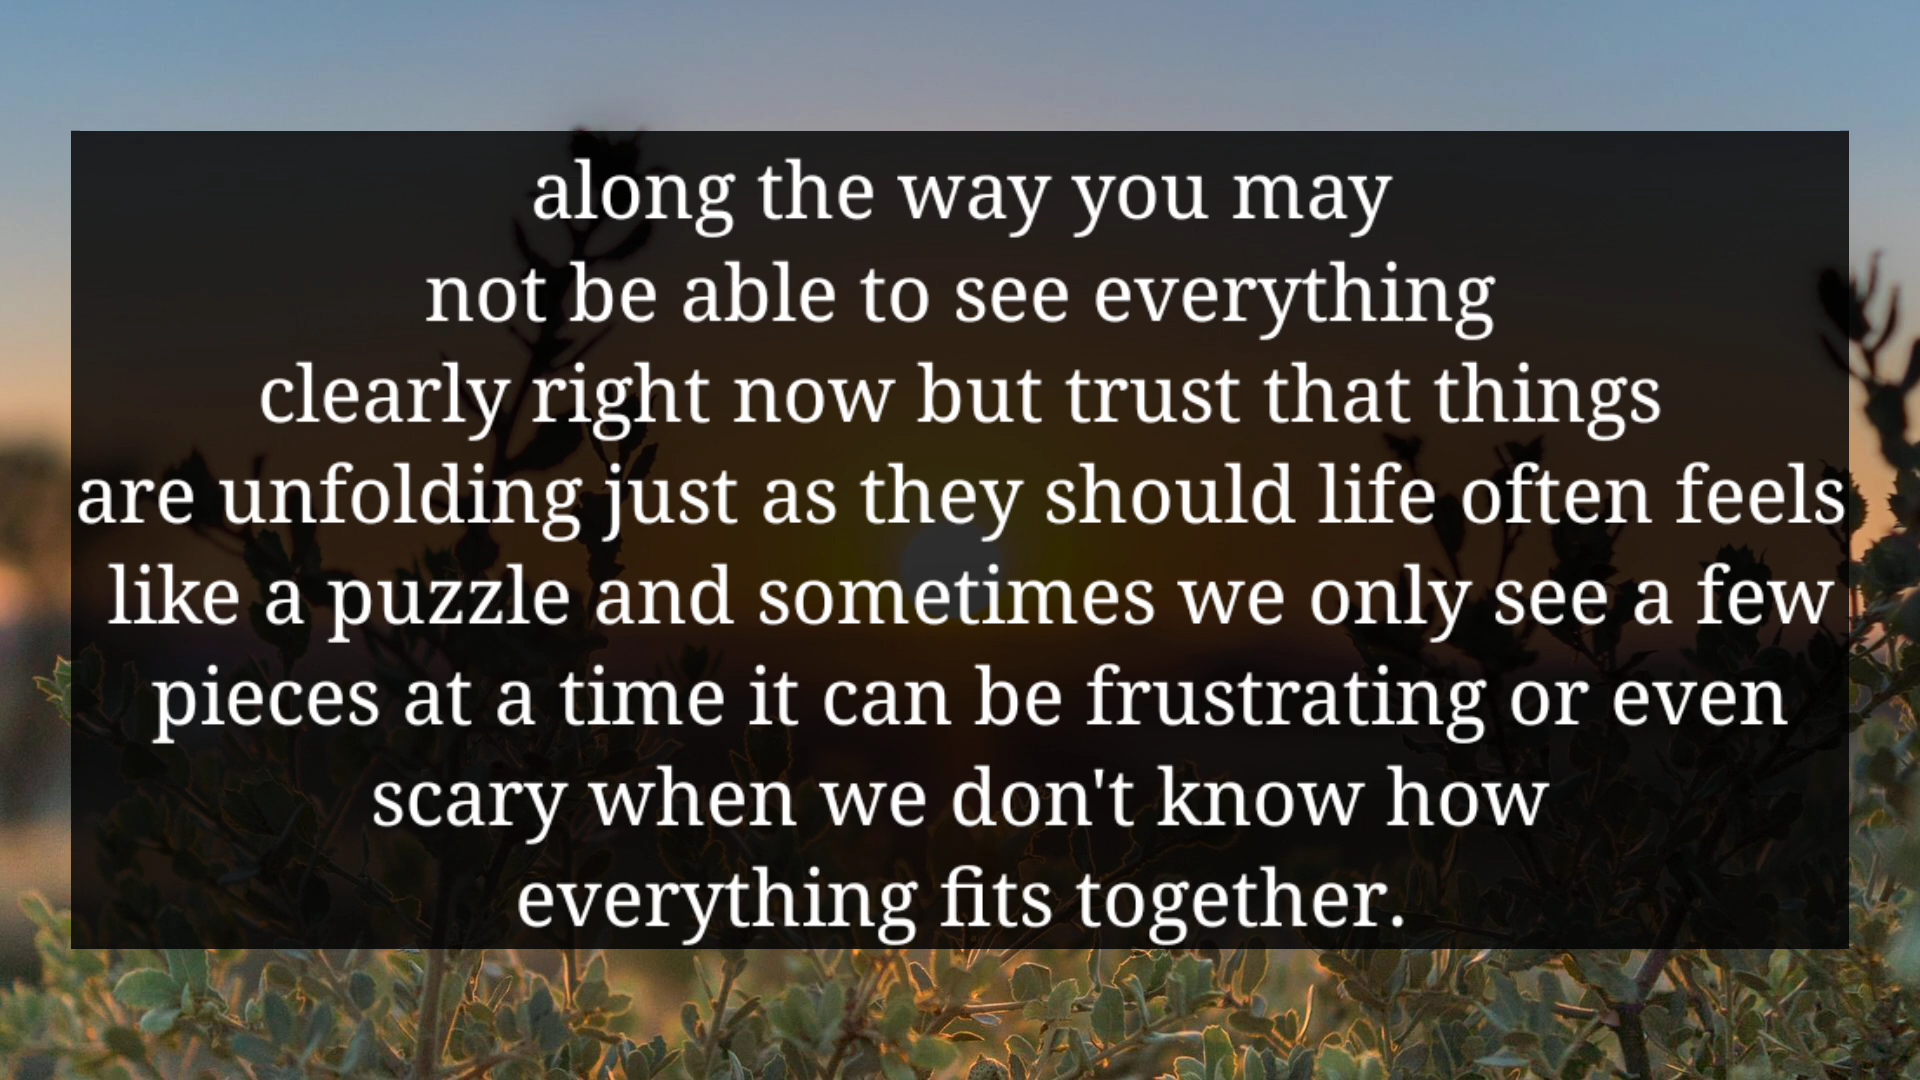 along the way you may
not be able to see everything
clearly right now but trust that things
are unfolding just as they should life often feels
like a puzzle and sometimes we only see a few
pieces at a time it can be frustrating or even
scary when we don't know how
everything fits together.